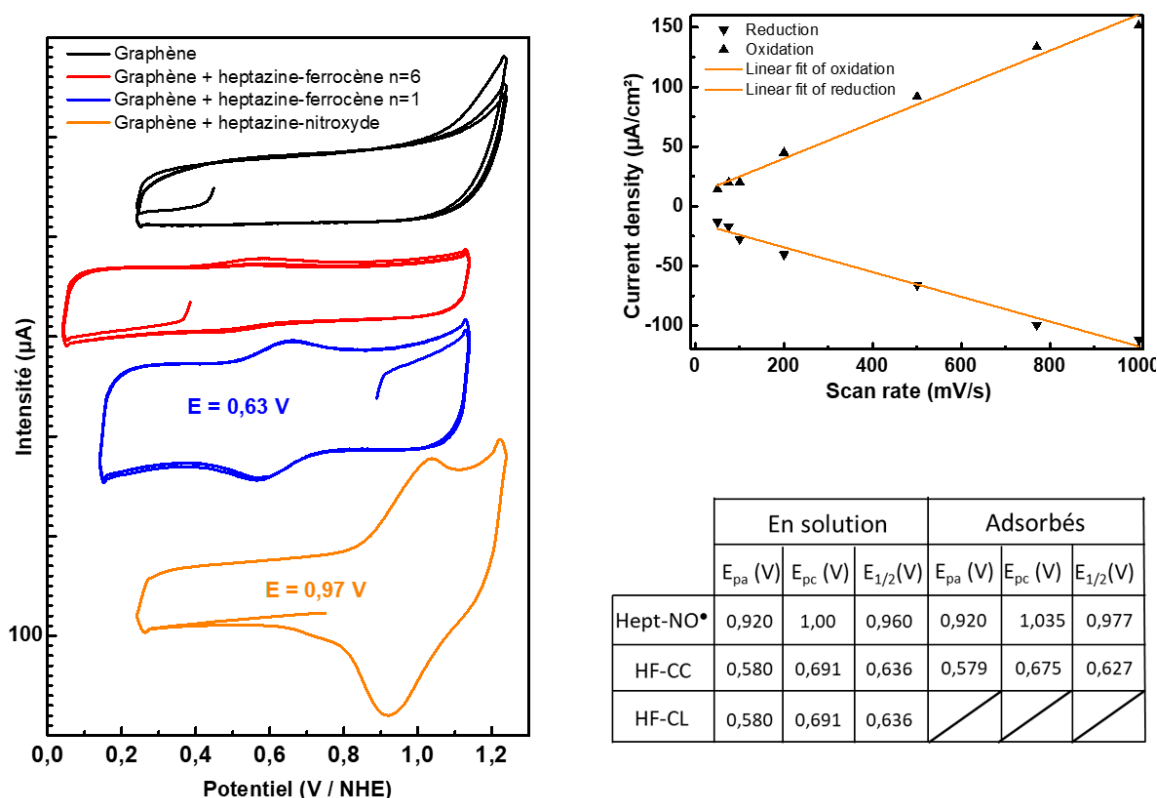 Graphène
Graphène + heptazine-ferrocène n=6
Graphène + heptazine-ferrocène n=1
Graphène + heptazine-nitroxyde
E = 0,63 V
E = 0,97 V
Intensité (µA)
100
0,0 0,2 0,4 0,6 0,8 1,0 1,2
Potentiel (V / NHE)
150
100
50
0
-50
-100
Current density (µA/cm²)
Reduction
Oxidation
Linear fit of oxidation
Linear fit of reduction
0 200 400 600 800 1000
Scan rate (mV/s)
En solution Adsorbés
Epa (V) Epc (V) E1/2(V) Epa (V) Epc (V) E1/2(V)
Hept-NO• 0,920 1,00 0,960 0,920 1,035 0,977
HF-CC 0,580 0,691 0,636 0,579 0,675 0,627
HF-CL 0,580 0,691 0,636